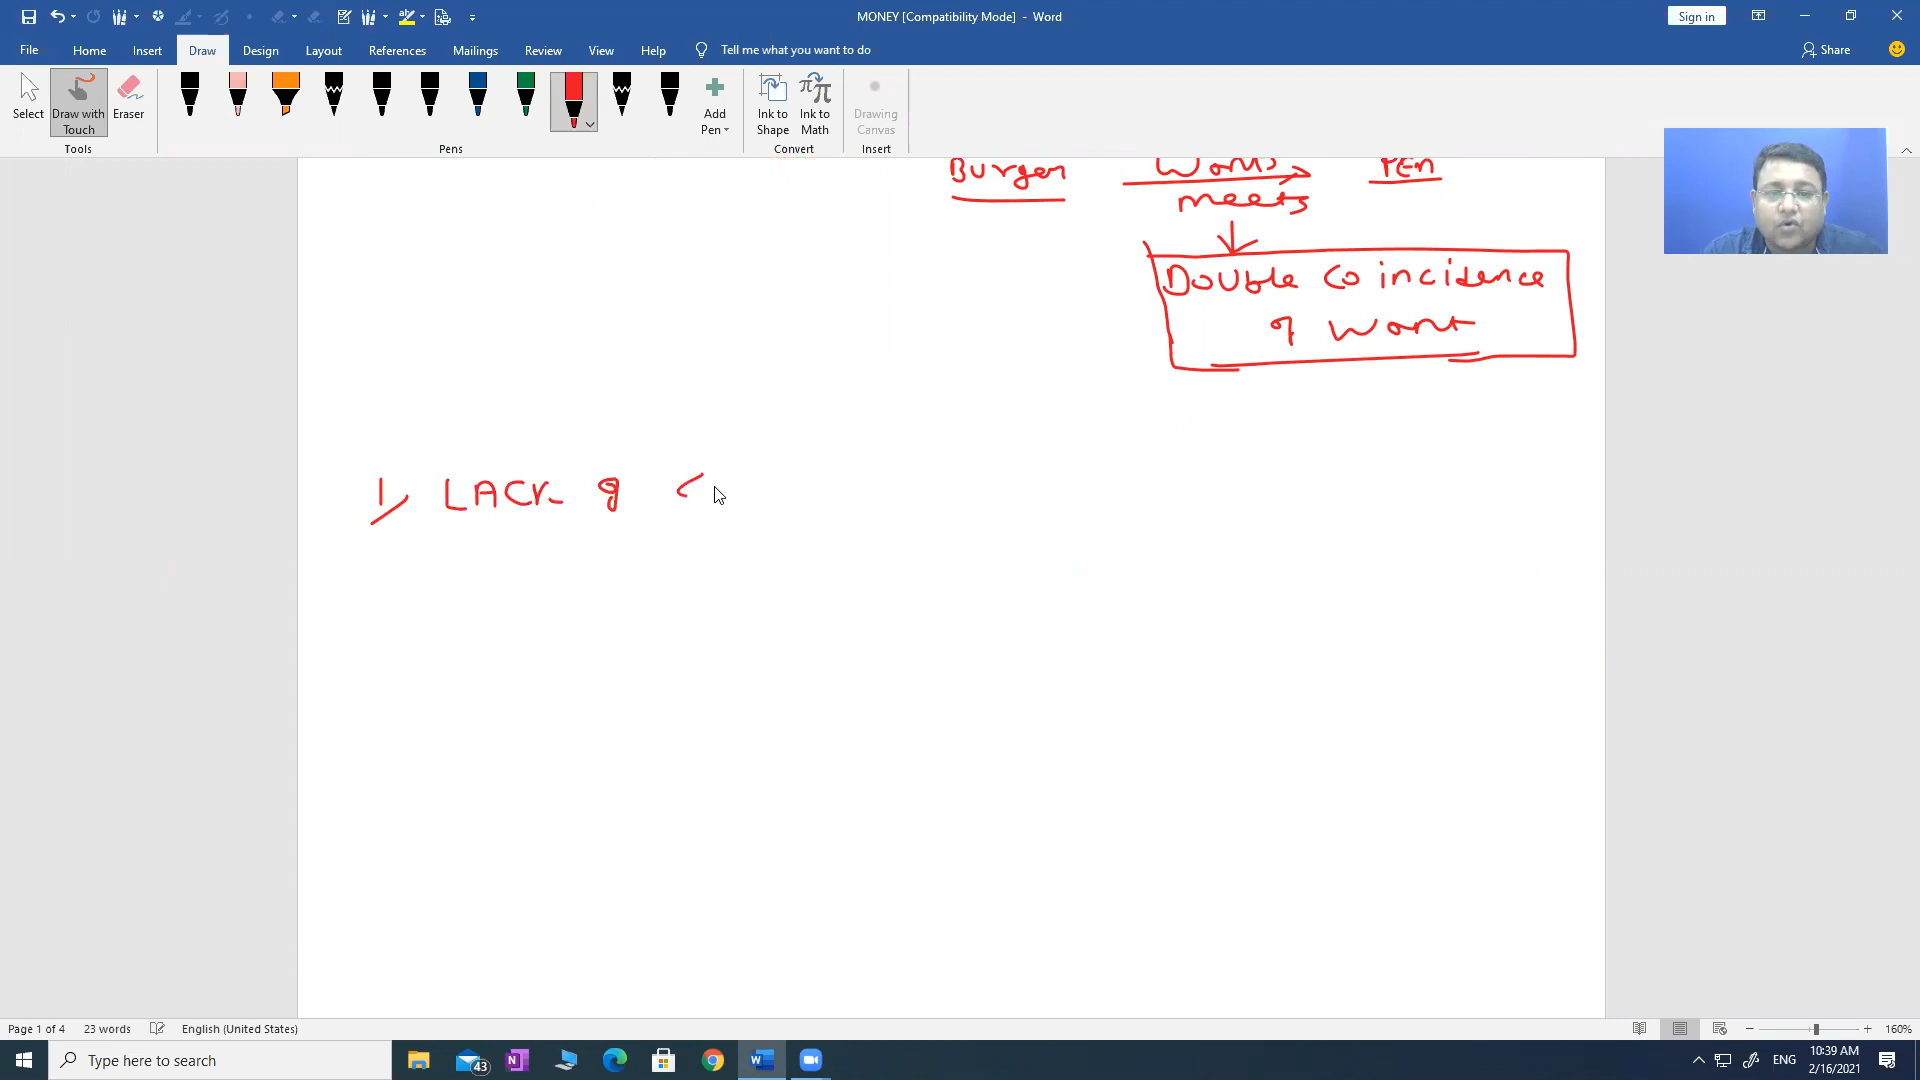 MONEY [Compatibility Mode] - Word
Sign in
File Home Insert Draw Design Layout References Mailings Review View Help Tell me what you want to do
Share
Select Draw with Touch Eraser
Add Pen
Ink to Shape Ink to Math
Drawing Canvas
Tools Pens Convert Insert
Burger Wants PEN
meets
Double Coincidence
of Want
1, LACK of C
Page 1 of 4 23 words English (United States)
160%
Type here to search
43
ENG
10:39 AM
2/16/2021